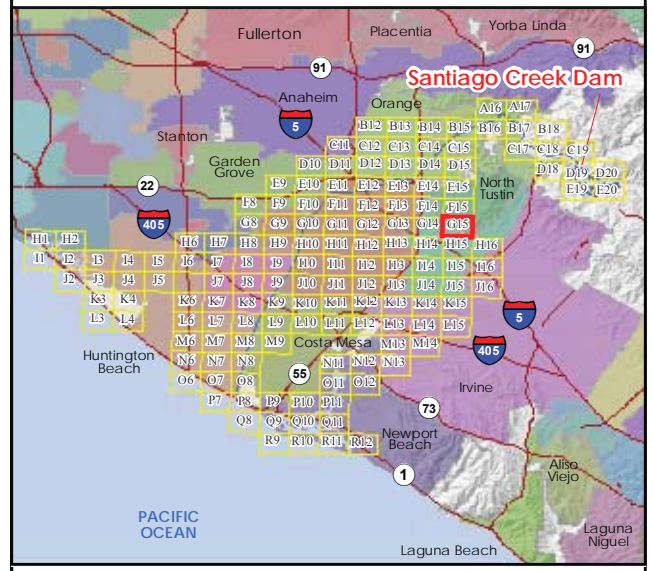 Fullerton
Placentia
Yorba Linda
91
91
Santiago Creek Dam
Anaheim
Orange
A16 A17
5
B12 B13 B14 B15 B16 B17 B18
Stanton
C11 C12 C13 C14 C15 C17 C18 C19
Garden
Grove
D10 D11 D12 D13 D14 D15 D18 D19 D20
22
E9 E10 E11 E12 E13 E14 E15 E19 E20
North
Tustin
F8 F9 F10 F11 F12 F13 F14 F15
405
G8 G9 G10 G11 G12 G13 G14 G15
H1 H2 H6 H7 H8 H9 H10 H11 H12 H13 H14 H15 H16
I1 I2 I3 I4 I5 I6 I7 I8 I9 I10 I11 I12 I13 I14 I15 I16
J2 J3 J4 J5 J6 J7 J8 J9 J10 J11 J12 J13 J14 J15 J16
K3 K4 K6 K7 K8 K9 K10 K11 K12 K13 K14 K15
5
L3 L4 L6 L7 L8 L9 L10 L11 L12 L13 L14 L15
M6 M7 M8 M9 Costa Mesa M13 M14
405
Huntington
Beach
N6 N7 N8 N11 N12 N13
55
O6 O7 O8 O11 O12
Irvine
P7 P8 P9 P10 P11
73
Q8 Q9 Q10 Q11
Newport
Beach
R9 R10 R11 R12
1
Aliso
Viejo
PACIFIC
OCEAN
Laguna
Niguel
Laguna Beach